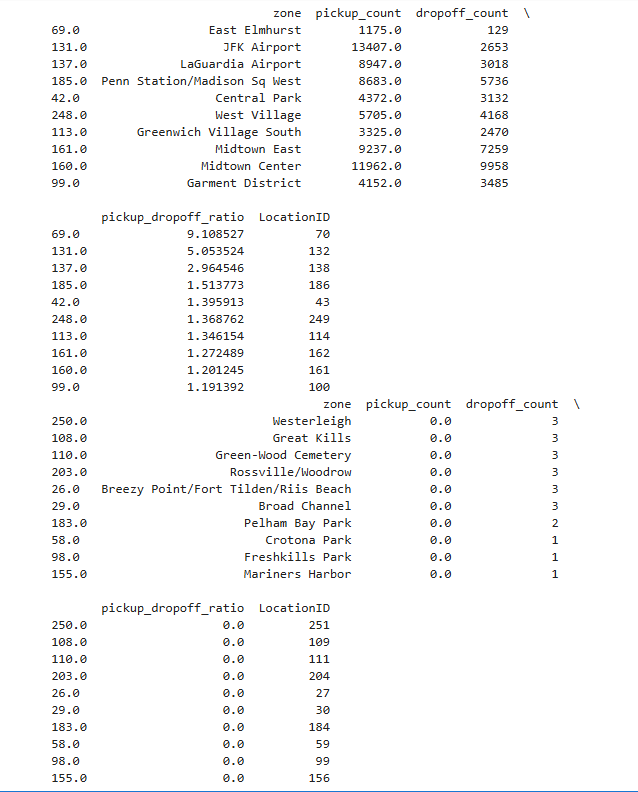 zone  pickup_count  dropoff_count  \
69.0                 East Elmhurst        1175.0            129
131.0                  JFK Airport       13407.0           2653
137.0            LaGuardia Airport        8947.0           3018
185.0  Penn Station/Madison Sq West        8683.0           5736
42.0                  Central Park        4372.0           3132
248.0                 West Village        5705.0           4168
113.0      Greenwich Village South        3325.0           2470
161.0                 Midtown East        9237.0           7259
160.0               Midtown Center       11962.0           9958
99.0              Garment District        4152.0           3485
pickup_dropoff_ratio  LocationID
69.0               9.108527          70
131.0              5.053524         132
137.0              2.964546         138
185.0              1.513773         186
42.0               1.395913          43
248.0              1.368762         249
113.0              1.346154         114
161.0              1.272489         162
160.0              1.201245         161
99.0               1.191392         100
zone  pickup_count  dropoff_count  \
250.0                         Westerleigh           0.0              3
108.0                         Great Kills           0.0              3
110.0                 Green-Wood Cemetery           0.0              3
203.0                   Rossville/Woodrow           0.0              3
26.0   Breezy Point/Fort Tilden/Riis Beach           0.0              3
29.0                        Broad Channel           0.0              3
183.0                     Pelham Bay Park           0.0              2
58.0                         Crotona Park           0.0              1
98.0                      Freshkills Park           0.0              1
155.0                     Mariners Harbor           0.0              1
pickup_dropoff_ratio  LocationID
250.0                   0.0         251
108.0                   0.0         109
110.0                   0.0         111
203.0                   0.0         204
26.0                    0.0          27
29.0                    0.0          30
183.0                   0.0         184
58.0                    0.0          59
98.0                    0.0          99
155.0                   0.0         156